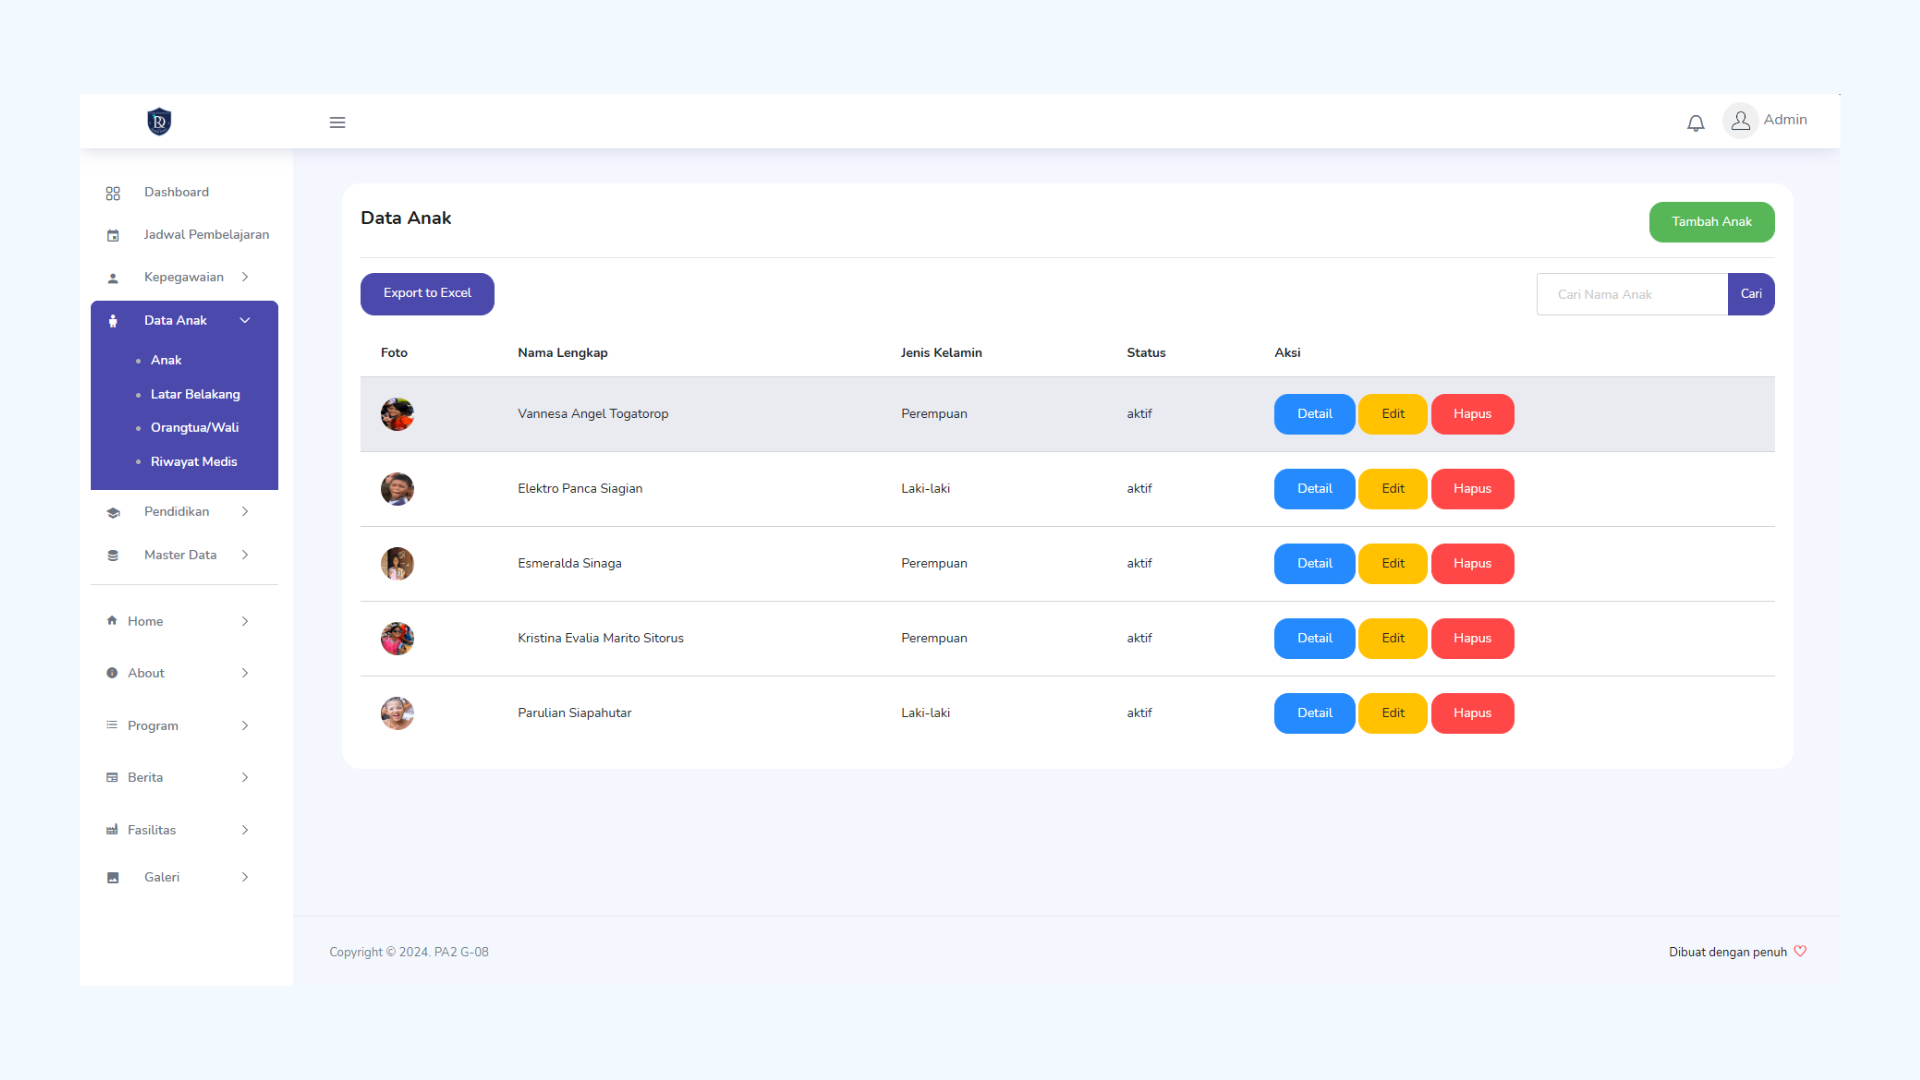 Admin
Dashboard
Jadwal Pembelajaran
Kepegawaian
Data Anak
Anak
Latar Belakang
Orangtua/Wali
Riwayat Medis
Pendidikan
Master Data
Home
About
Program
Berita
Fasilitas
Galeri
Data Anak
Tambah Anak
Export to Excel
Cari Nama Anak
Cari
Foto Nama Lengkap Jenis Kelamin Status Aksi
Vannesa Angel Togatorop Perempuan aktif Detail Edit Hapus
Elektro Panca Siagian Laki-laki aktif Detail Edit Hapus
Esmeralda Sinaga Perempuan aktif Detail Edit Hapus
Kristina Evalia Marito Sitorus Perempuan aktif Detail Edit Hapus
Parulian Siapahutar Laki-laki aktif Detail Edit Hapus
Copyright © 2024. PA2 G-08
Dibuat dengan penuh